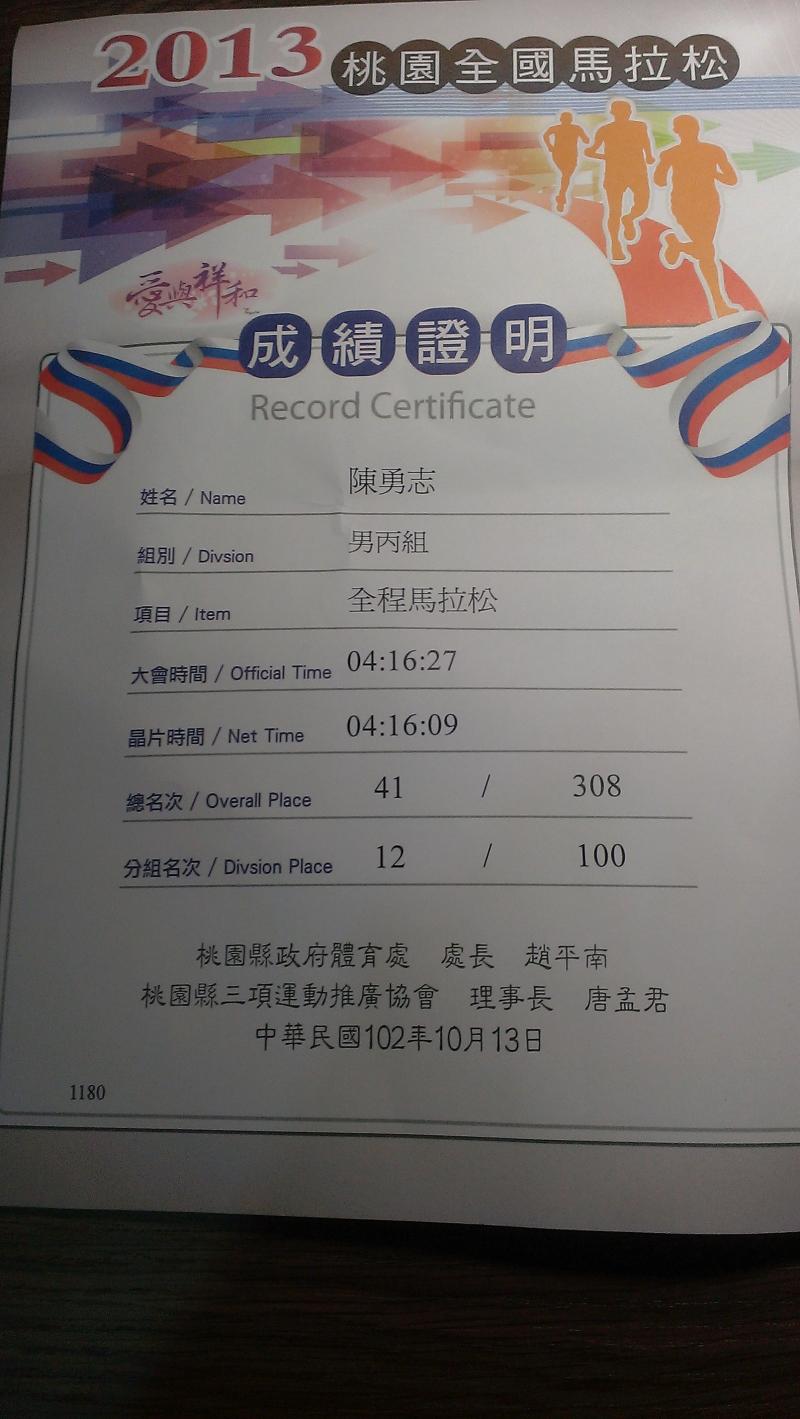 2013 桃園全國馬拉松
愛與祥和
成績證明
Record Certificate
姓名 / Name 陳勇志
組別 / Divsion 男丙組
項目 / Item 全程馬拉松
大會時間 / Official Time 04:16:27
晶片時間 / Net Time 04:16:09
總名次 / Overall Place 41 / 308
分組名次 / Divsion Place 12 / 100
桃園縣政府體育處 處長 趙平南
桃園縣三項運動推廣協會 理事長 唐孟君
中華民國102年10月13日
1180